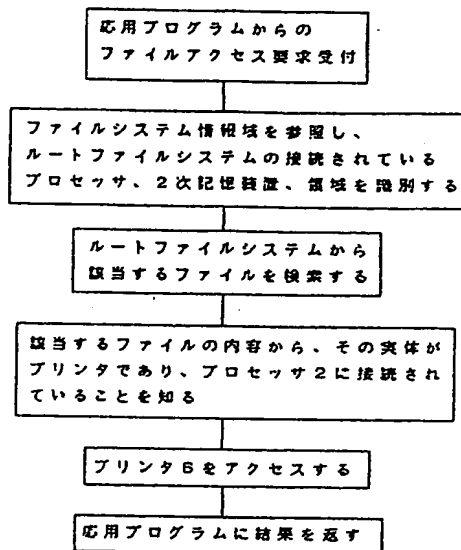 応用プログラムからの
ファイルアクセス要求受付
ファイルシステム情報域を参照し、
ルートファイルシステムの接続されている
プロセッサ、2次記憶装置、領域を識別する
ルートファイルシステムから
該当するファイルを検索する
該当するファイルの内容から、その実体が
プリンタであり、プロセッサ2に接続され
ていることを知る
プリンタ6をアクセスする
応用プログラムに結果を返す